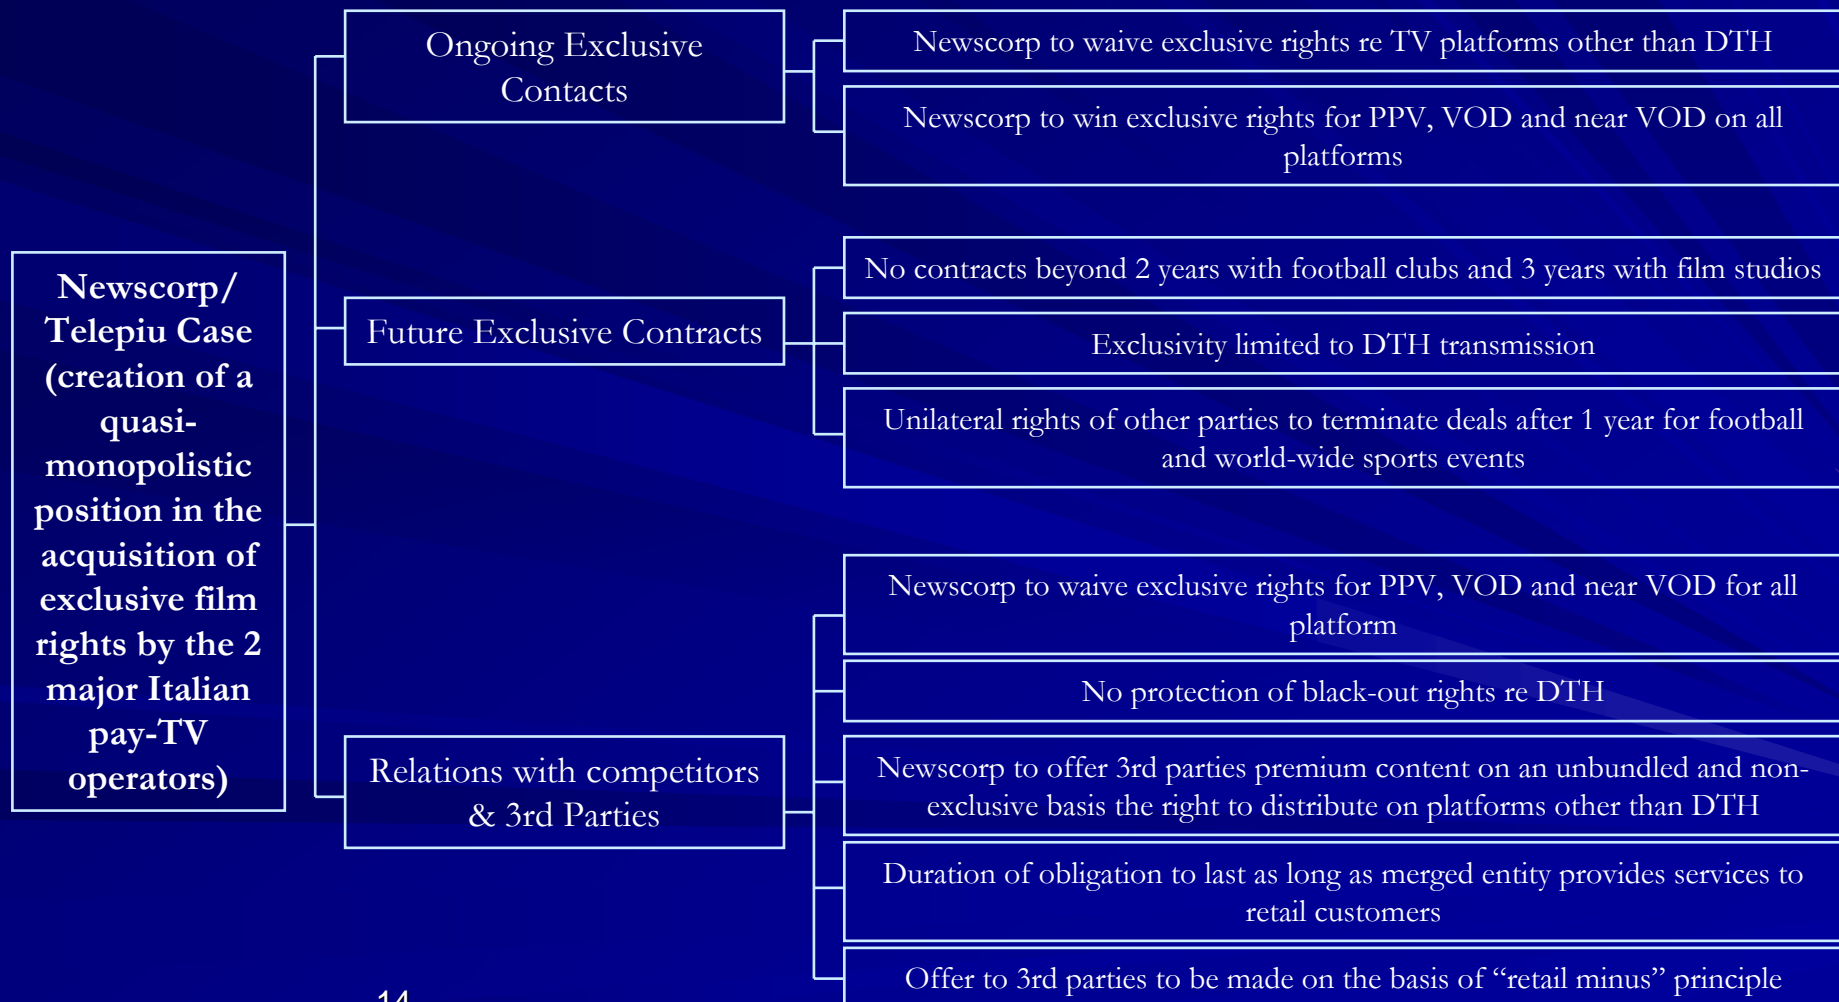 Newscorp/
Telepiu Case
(creation of a
quasi-
monopolistic
position in the
acquisition of
exclusive film
rights by the 2
major Italian
pay-TV
operators)
Ongoing Exclusive
Contacts
Newscorp to waive exclusive rights re TV platforms other than DTH
Newscorp to win exclusive rights for PPV, VOD and near VOD on all
platforms
Future Exclusive Contracts
No contracts beyond 2 years with football clubs and 3 years with film studios
Exclusivity limited to DTH transmission
Unilateral rights of other parties to terminate deals after 1 year for football
and world-wide sports events
Relations with competitors
& 3rd Parties
Newscorp to waive exclusive rights for PPV, VOD and near VOD for all
platform
No protection of black-out rights re DTH
Newscorp to offer 3rd parties premium content on an unbundled and non-
exclusive basis the right to distribute on platforms other than DTH
Duration of obligation to last as long as merged entity provides services to
retail customers
Offer to 3rd parties to be made on the basis of “retail minus” principle
14